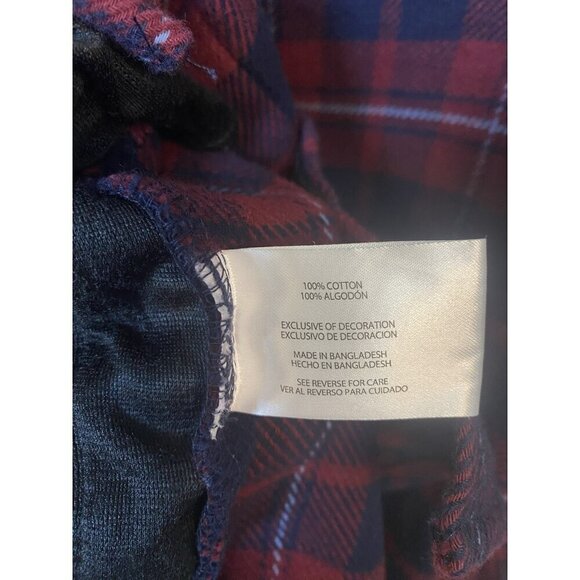 100% COTTON
100% ALGODÓN
EXCLUSIVE OF DECORATION
EXCLUSIVO DE DECORACION
MADE IN BANGLADESH
HECHO EN BANGLADESH
SEE REVERSE FOR CARE
VER AL REVERSO PARA CUIDADO